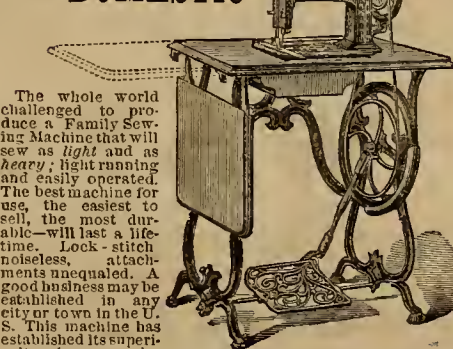 The whole world
challenged to pro-
duce a Family Sew-
ing Machine that will
sew as light and as
heavy; light running
and easily operated.
The best machine for
use, the easiest to
sell, the most dur-
able—will last a life-
time. Lock-stitch
noiseless, attach-
ments unequaled. A
good business may be
established in any
city or town in the U.
S. This machine has
established its superi-